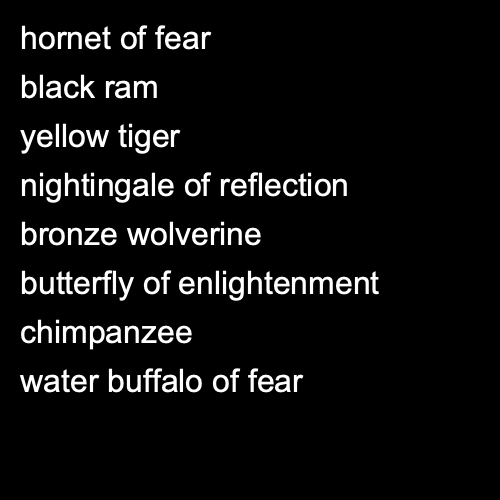 hornet of fear
black ram
yellow tiger
nightingale of reflection
bronze wolverine
butterfly of enlightenment
chimpanzee
water buffalo of fear